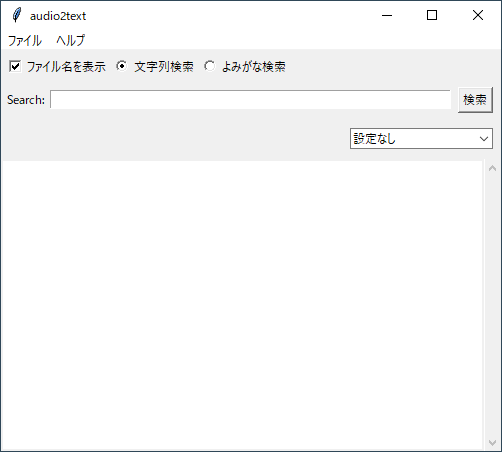 audio2text
ファイル ヘルプ
ファイル名を表示 文字列検索 よみがな検索
Search: 検索
設定なし